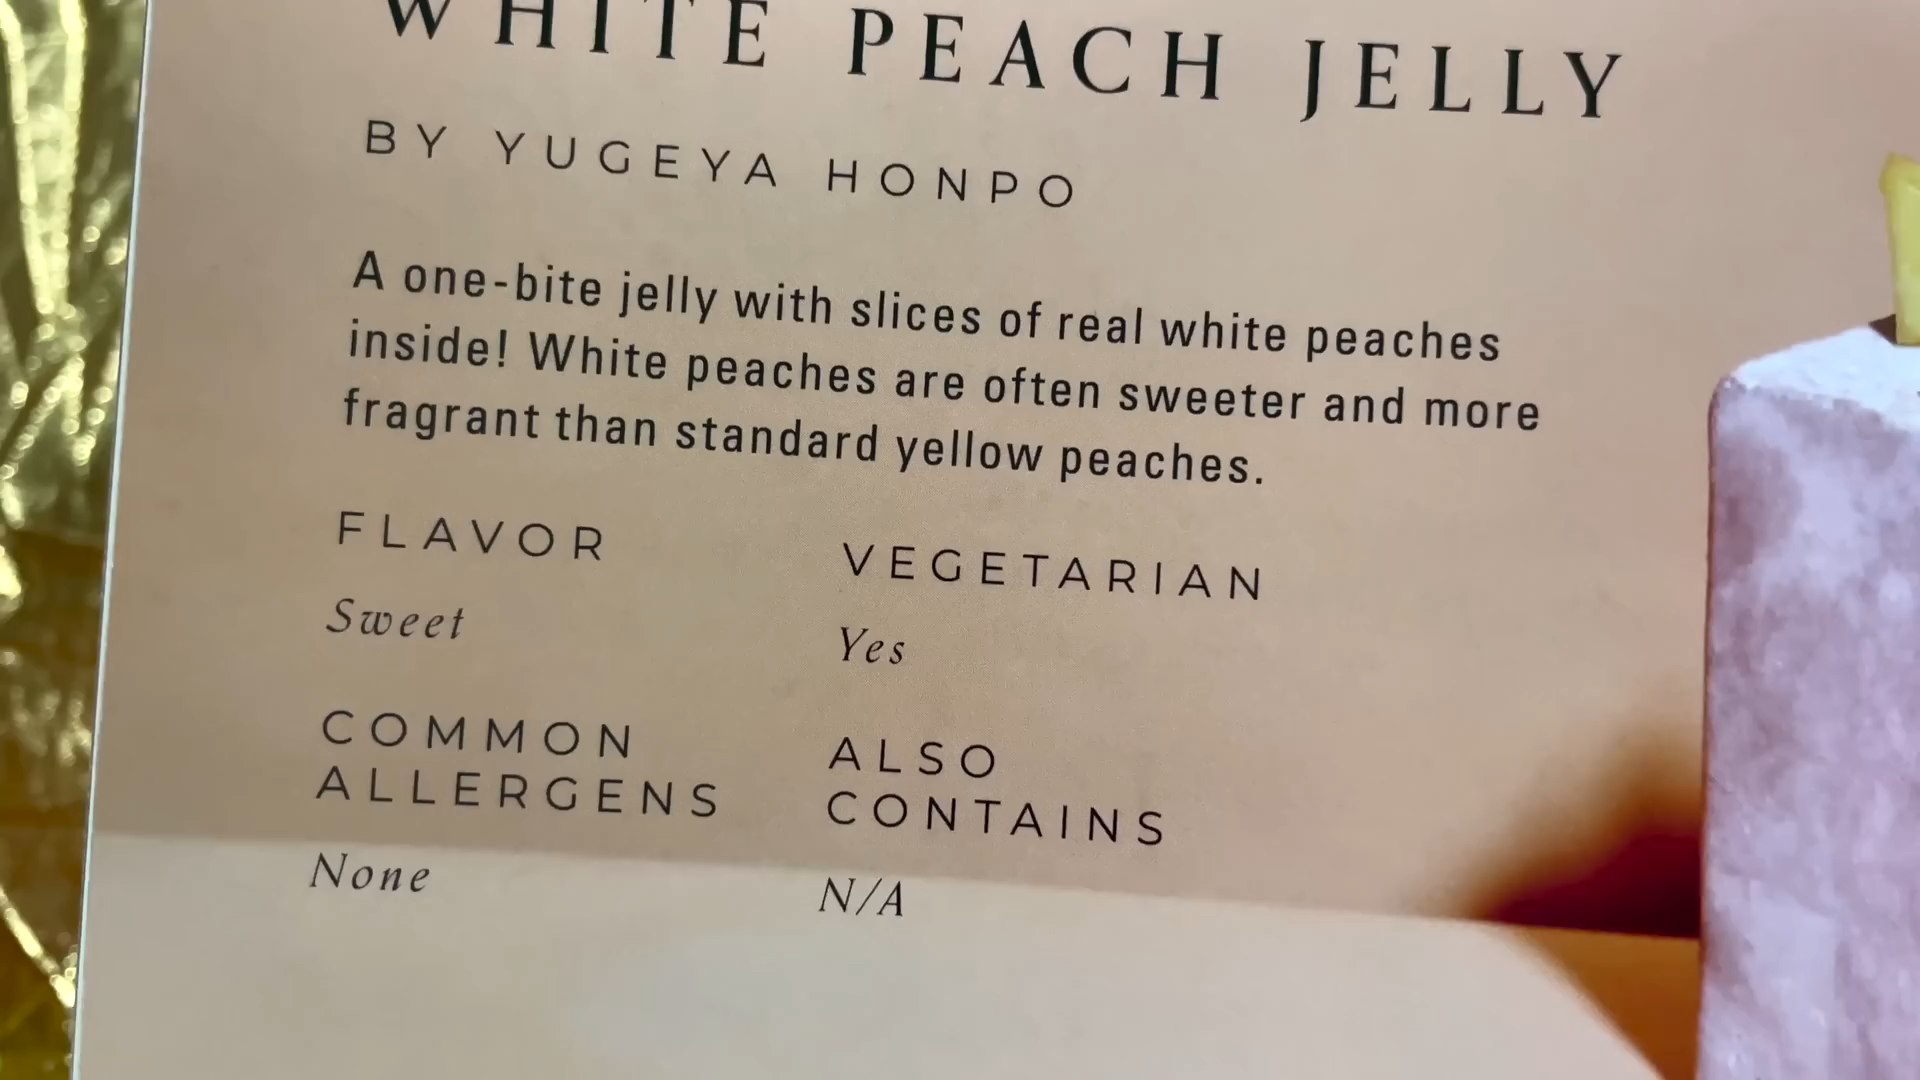 WHITE PEACH JELLY
BY YUGEYA HONPO
A one-bite jelly with slices of real white peaches
inside! White peaches are often sweeter and more
fragrant than standard yellow peaches.
FLAVOR
Sweet
VEGETARIAN
Yes
COMMON
ALLERGENS
None
ALSO
CONTAINS
N/A